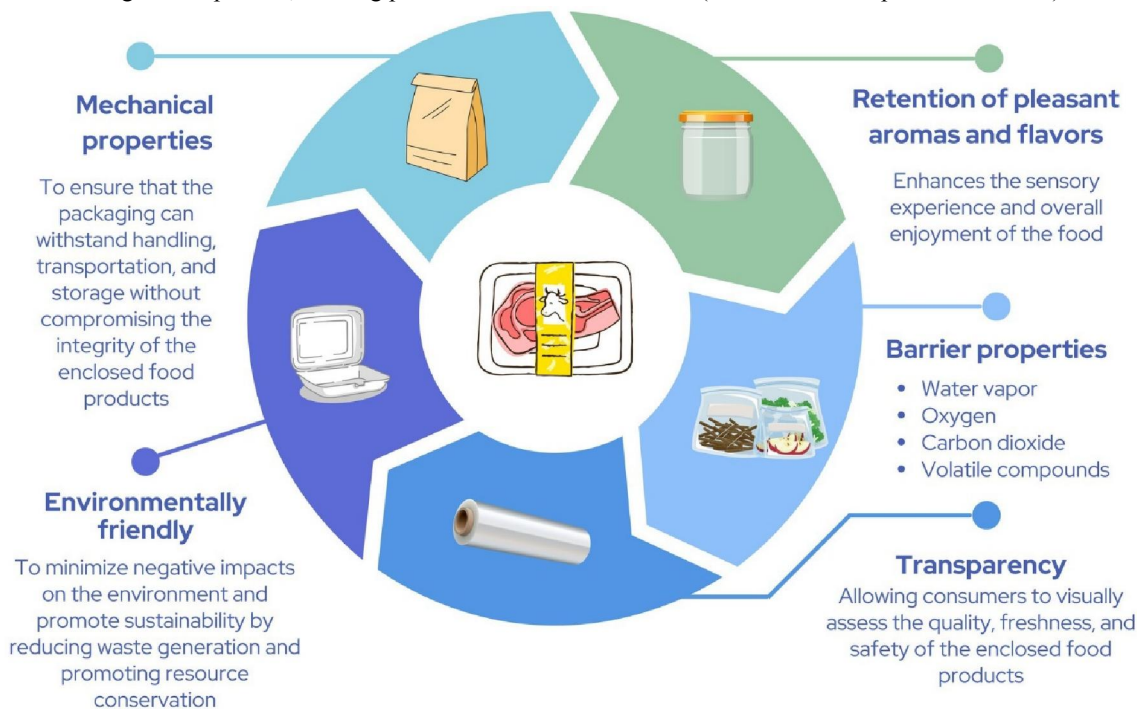 Mechanical
properties
To ensure that the
packaging can
withstand handling,
transportation, and
storage without
compromising the
integrity of the
enclosed food
products
Environmentally
friendly
To minimize negative impacts
on the environment and
promote sustainability by
reducing waste generation and
promoting resource
conservation
Retention of pleasant
aromas and flavors
Enhances the sensory
experience and overall
enjoyment of the food
Barrier properties
• Water vapor
• Oxygen
• Carbon dioxide
• Volatile compounds
Transparency
Allowing consumers to visually
assess the quality, freshness, and
safety of the enclosed food
products